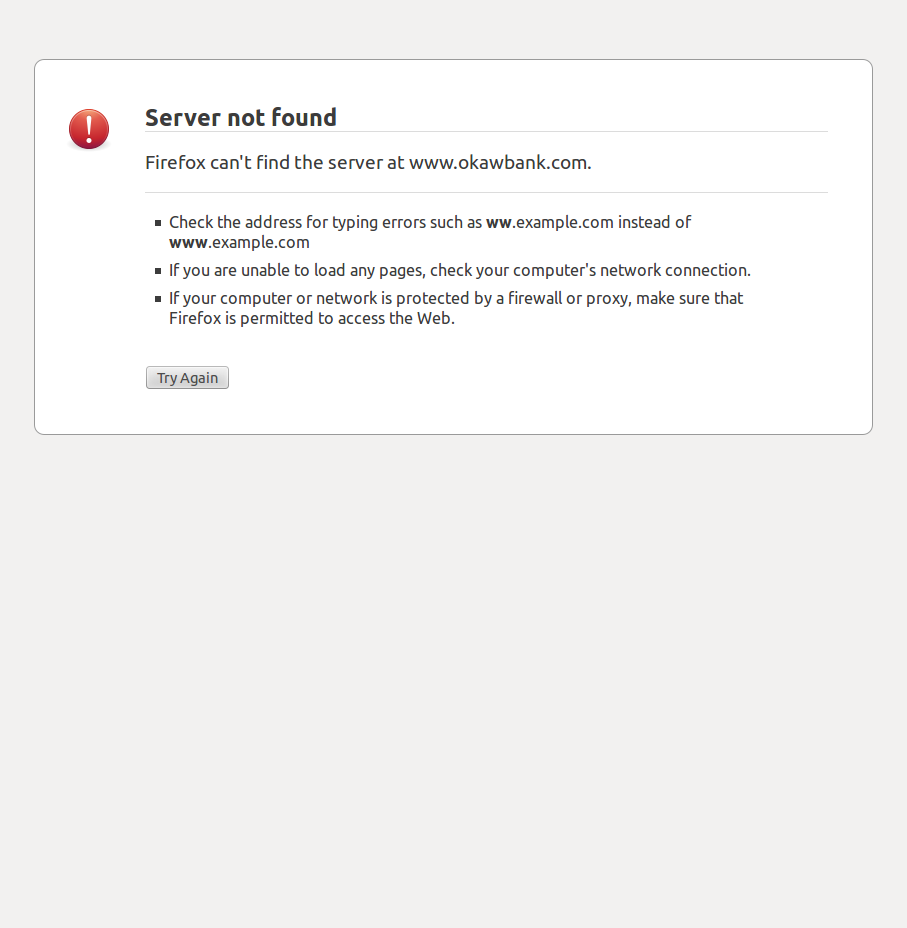 Server not found
Firefox can't find the server at www.okawbank.com.
Check the address for typing errors such as ww.example.com instead of
www.example.com
If you are unable to load any pages, check your computer's network connection.
If your computer or network is protected by a firewall or proxy, make sure that
Firefox is permitted to access the Web.
Try Again